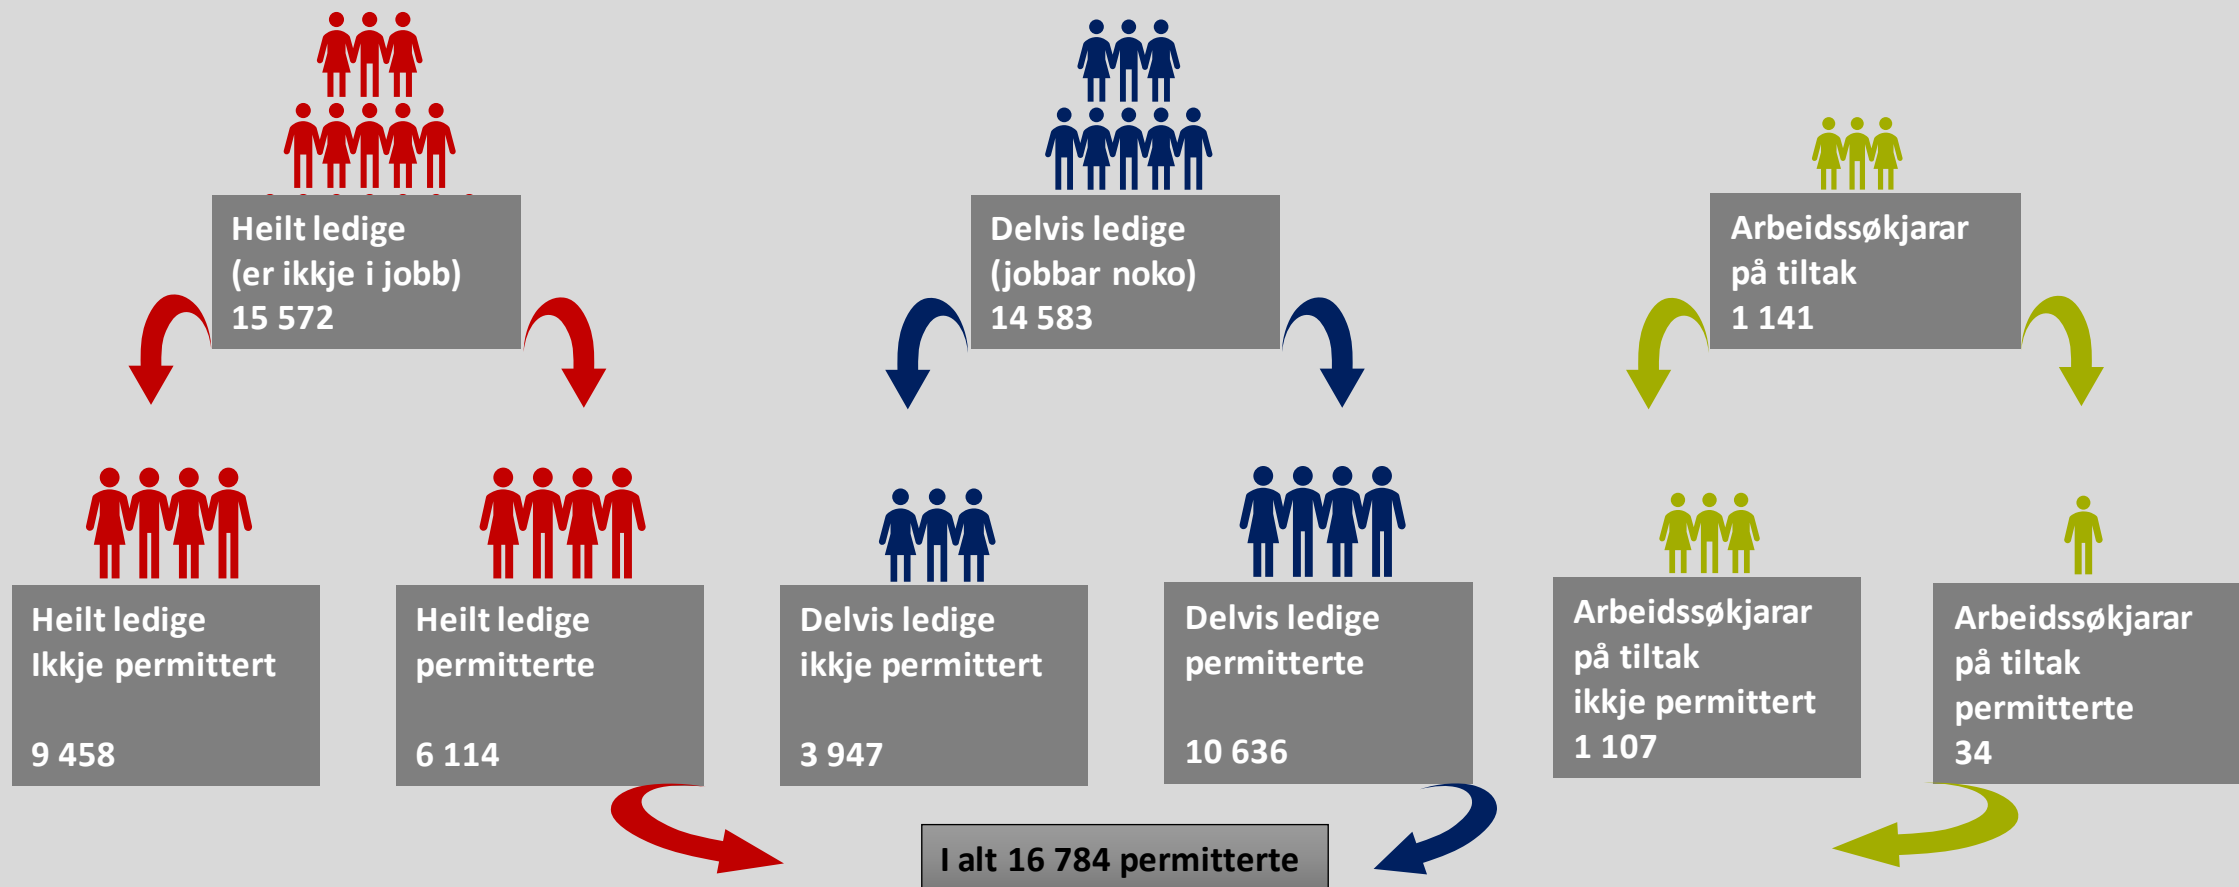 Heilt ledige
(er ikkje i jobb)
15 572
Delvis ledige
(jobbar noko)
14 583
Arbeidssøkjarar
på tiltak
1 141
Heilt ledige
Ikkje permittert
9 458
Heilt ledige
permitterte
6 114
Delvis ledige
ikkje permittert
3 947
Delvis ledige
permitterte
10 636
Arbeidssøkjarar
på tiltak
ikkje permittert
1 107
Arbeidssøkjarar
på tiltak
permitterte
34
I alt 16 784 permitterte